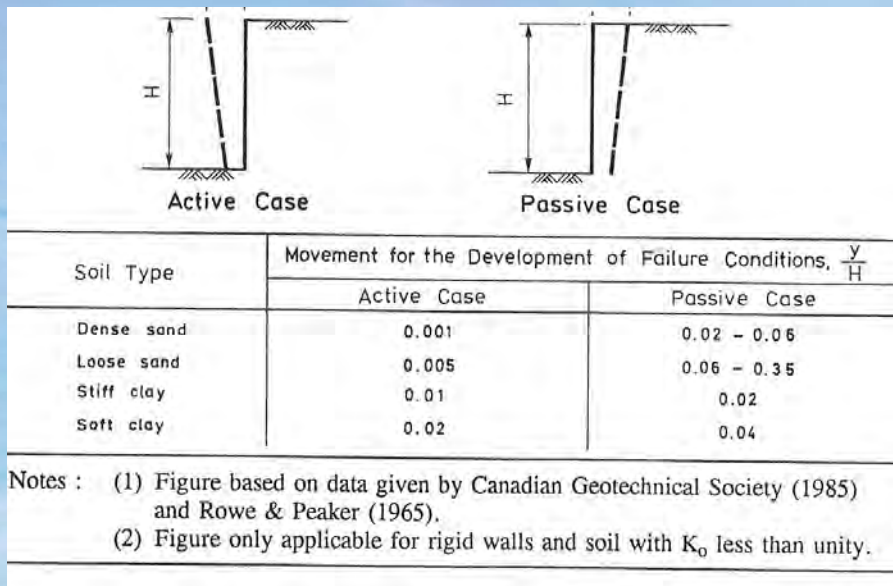 H
H
Active Case
Passive Case
Soil Type
Movement for the Development of Failure Conditions, y/H
Active Case
Passive Case
Dense sand
0.001
0.02 - 0.06
Loose sand
0.005
0.06 - 0.35
Stiff clay
0.01
0.02
Soft clay
0.02
0.04
Notes : (1) Figure based on data given by Canadian Geotechnical Society (1985)
and Rowe & Peaker (1965).
(2) Figure only applicable for rigid walls and soil with Ko less than unity.